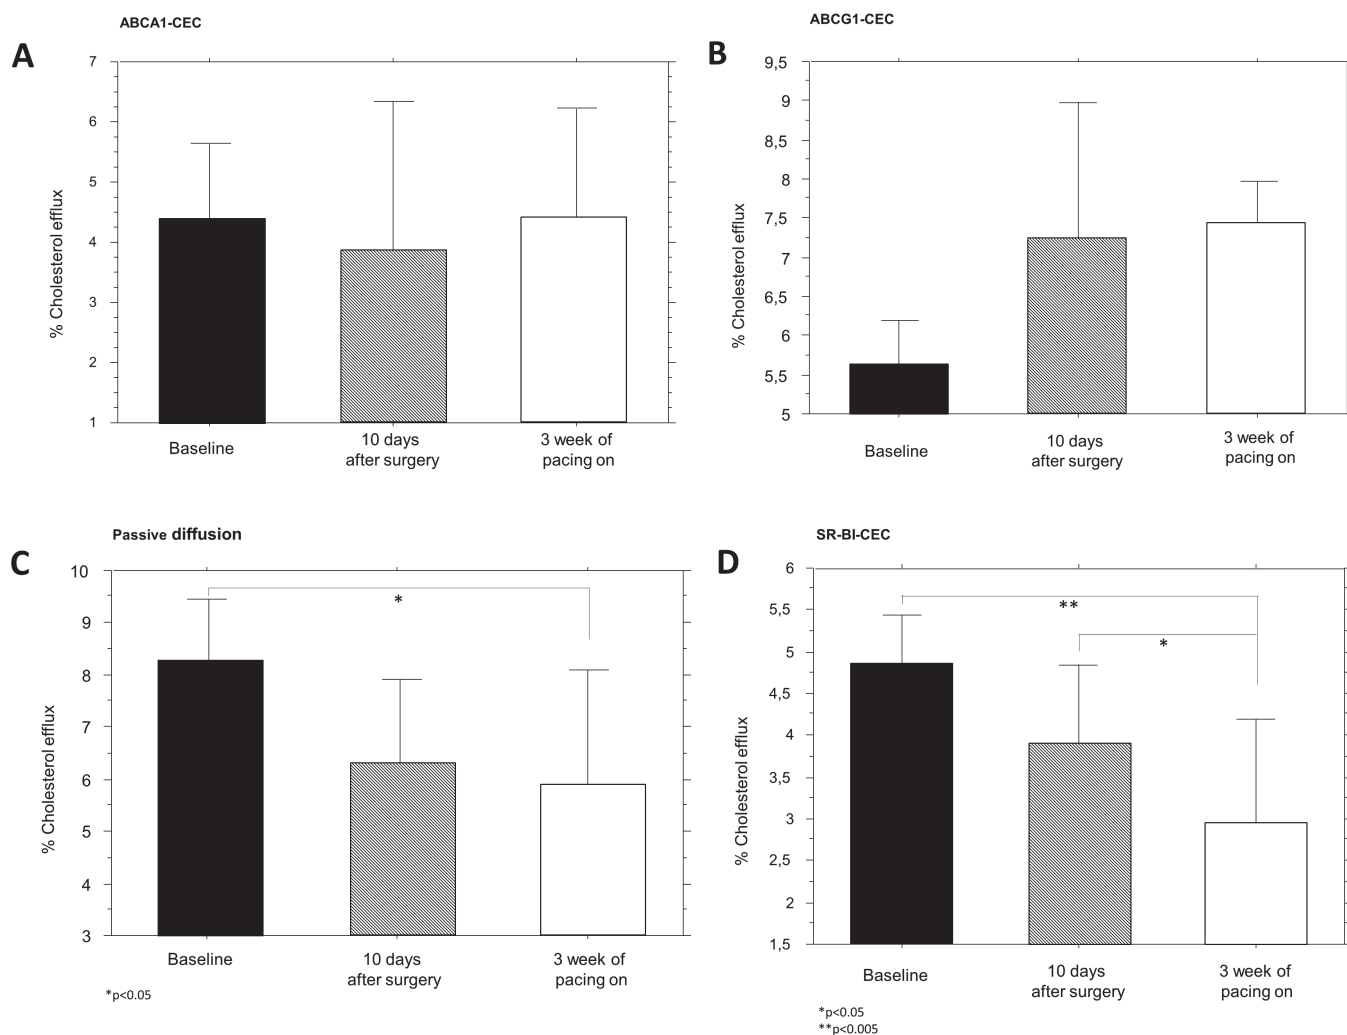 ABCA1-CEC
A
7
6
5
4
3
2
1
% Cholesterol efflux
Baseline
10 days
after surgery
3 week of
pacing on
ABCG1-CEC
B
9,5
9
8,5
8
7,5
7
6,5
6
5,5
5
% Cholesterol efflux
Baseline
10 days
after surgery
3 week of
pacing on
Passive diffusion
C
10
9
8
7
6
5
4
3
% Cholesterol efflux
*
Baseline
10 days
after surgery
3 week of
pacing on
*p<0.05
SR-BI-CEC
D
6
5,5
5
4,5
4
3,5
3
2,5
2
1,5
% Cholesterol efflux
**
*
Baseline
10 days
after surgery
3 week of
pacing on
*p<0.05
**p<0.005